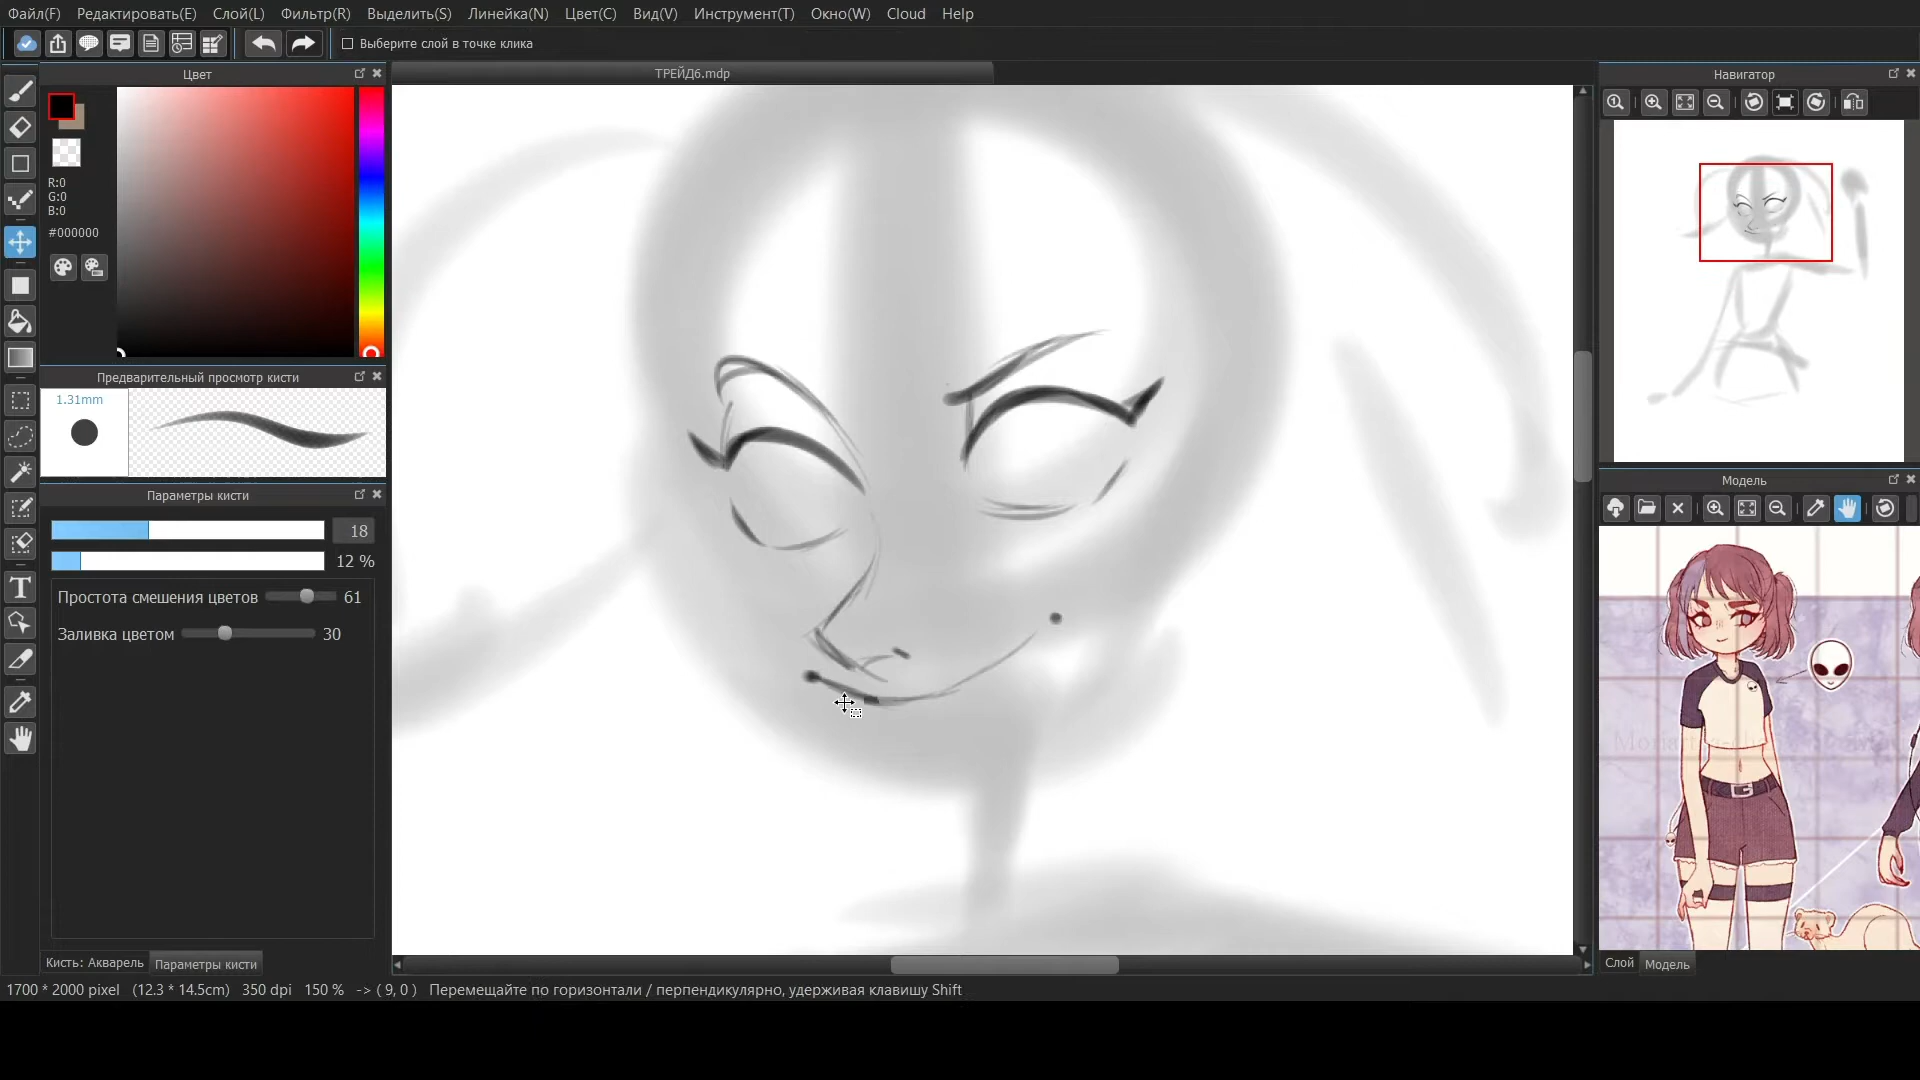 Файл(F) Редактировать(E) Слой(L) Фильтр(R) Выделить(S) Линейка(N) Цвет(C) Вид(V) Инструмент(T) Окно(W) Cloud Help
Выберите слой в точке клика
Цвет
ТРЕЙД6.mdp
Навигатор
R:0
G:0
B:0
#000000
Предварительный просмотр кисти
1.31mm
Модель
Параметры кисти
18
12 %
Простота смешения цветов 61
Заливка цветом 30
Кисть: Акварель Параметры кисти
Слой Модель
1700 * 2000 pixel (12.3 * 14.5cm) 350 dpi 150 % -> ( 9, 0 ) Перемещайте по горизонтали / перпендикулярно, удерживая клавишу Shift